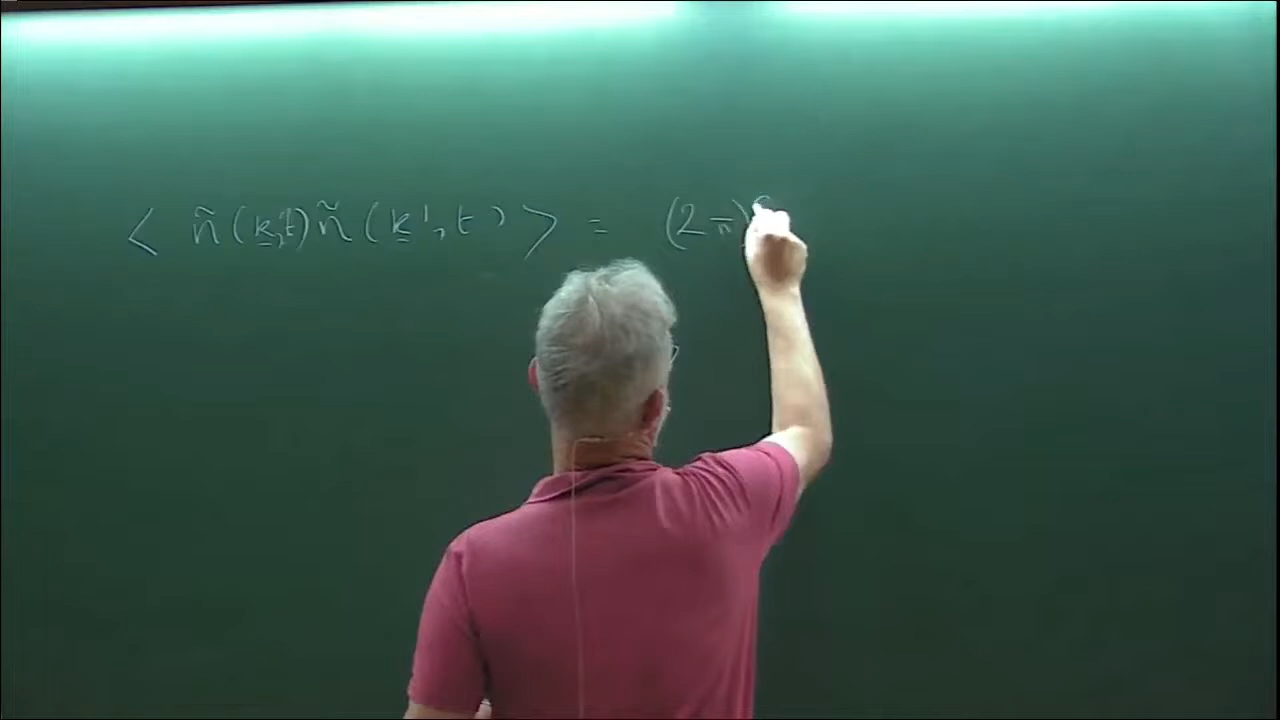 < ñ(k,t) ñ(k',t) > = (2π)